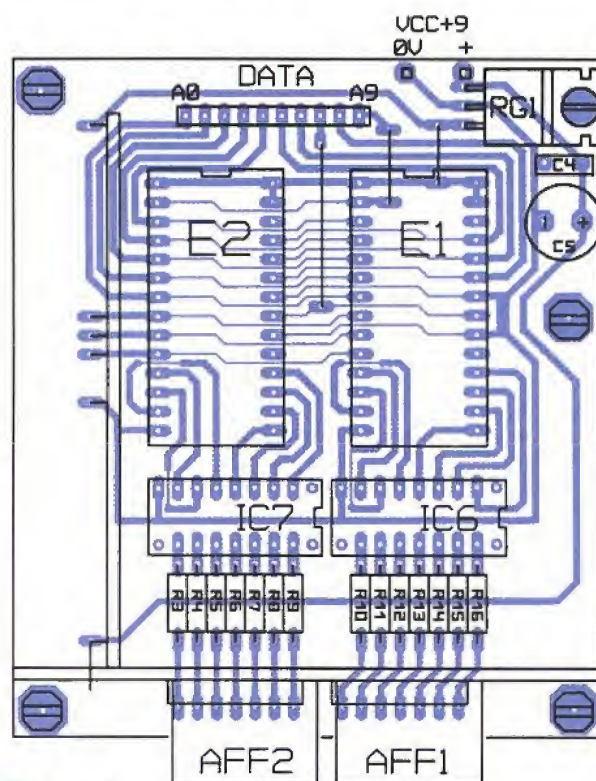 VCC+9
0V +
DATA
A0 A9
RG1
C4
E2 E1
- +
C5
IC7 IC6
R3 R4 R5 R6 R7 R8 R9 R10 R11 R12 R13 R14 R15 R16
AFF2 AFF1